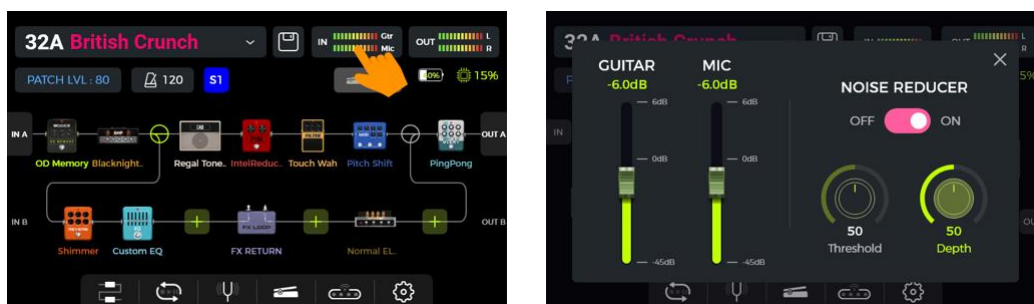 32A British Crunch
IN Gtr Mic
OUT L R
PATCH LVL : 80
120
S1
15%
IN A
OUT A
OD Memory Blacknight.. Regal Tone.. IntelReduc.. Touch Wah Pitch Shift PingPong
IN B
OUT B
Shimmer Custom EQ FX RETURN Normal EL..
FX LOOP
GUITAR MIC
-6.0dB -6.0dB
6dB 6dB
0dB 0dB
-45dB -45dB
NOISE REDUCER
OFF ON
50 50
Threshold Depth